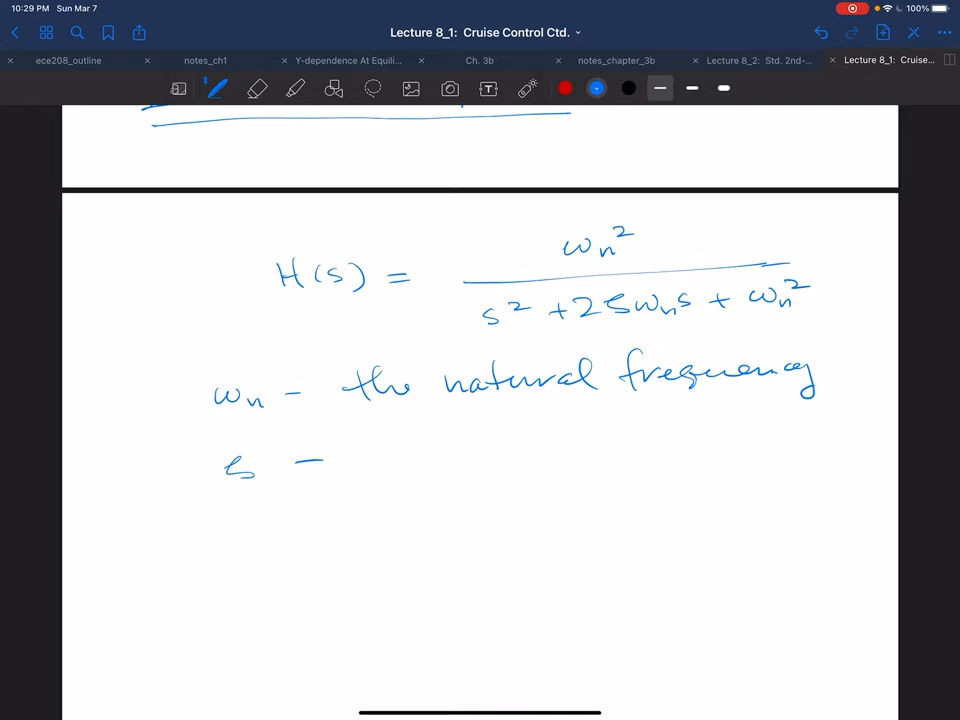 10:29 PM Sun Mar 7
100%
Lecture 8_1: Cruise Control Ctd.
ece208_outline
notes_ch1
Y-dependence At Equili...
Ch. 3b
notes_chapter_3b
Lecture 8_2: Std. 2nd-...
Lecture 8_1: Cruise...
H(s) = ωn² / (s² + 2ζωn s + ωn²)
ωn – the natural frequency
ζ –